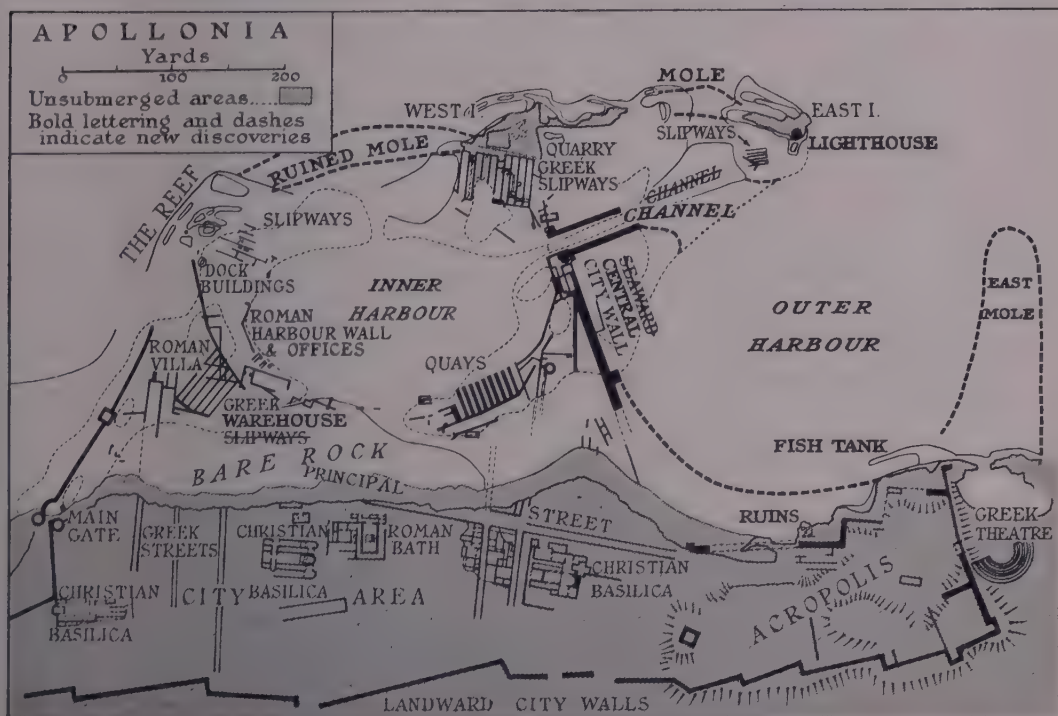 APOLLONIA
Yards
0 100 200
Unsubmerged areas.....
Bold lettering and dashes
indicate new discoveries
MOLE
WEST I
EAST I.
SLIPWAYS
LIGHTHOUSE
RUINED MOLE
QUARRY
GREEK
SLIPWAYS
CHANNEL
CHANNEL
THE REEF
SLIPWAYS
DOCK
BUILDINGS
INNER
HARBOUR
SEAWARD
CENTRAL
CITY WALL
OUTER
HARBOUR
EAST
MOLE
ROMAN
HARBOUR WALL
& OFFICES
ROMAN
VILLA
QUAYS
GREEK
WAREHOUSE
SLIPWAYS
FISH TANK
BARE ROCK
PRINCIPAL
STREET
MAIN
GATE
GREEK
STREETS
CHRISTIAN
BASILICA
ROMAN
BATH
RUINS
GREEK
THEATRE
CHRISTIAN
BASILICA
CHRISTIAN
BASILICA
CITY AREA
ACROPOLIS
LANDWARD CITY WALLS